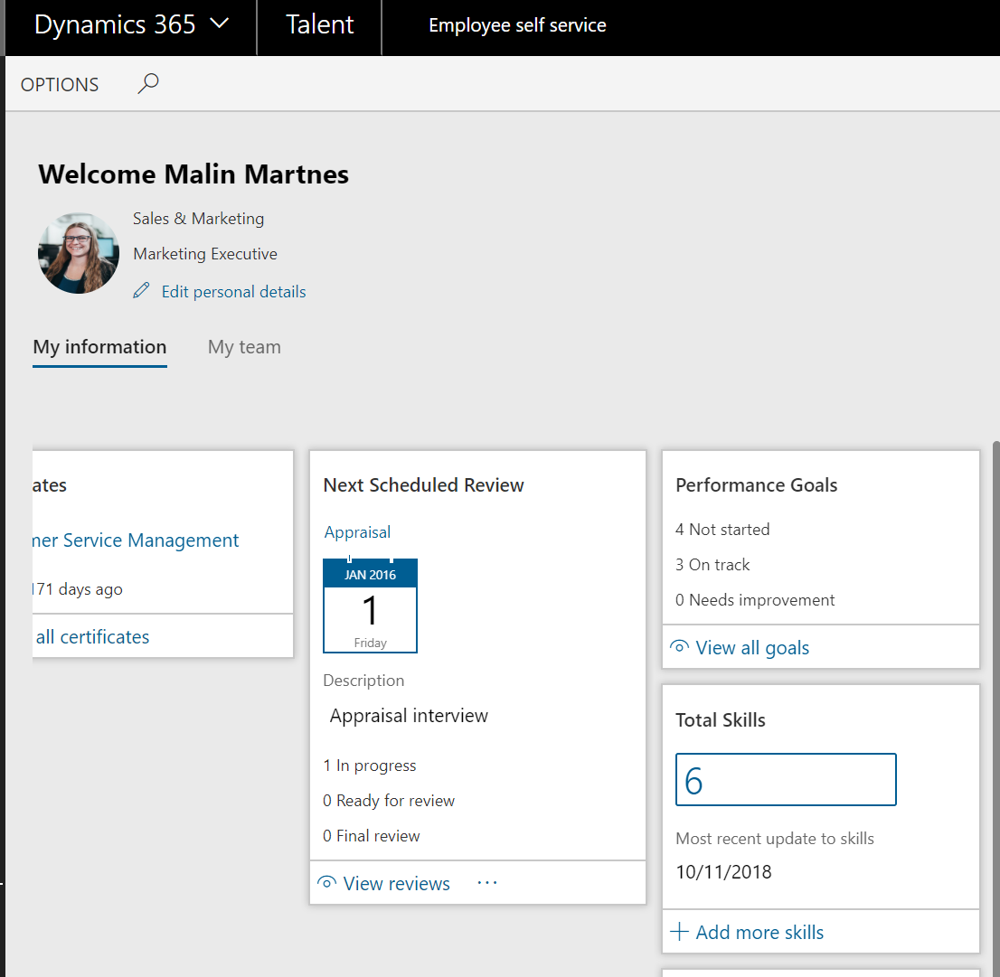 Dynamics 365
Talent
Employee self service
OPTIONS
Welcome Malin Martnes
Sales & Marketing
Marketing Executive
Edit personal details
My information
My team
ates
mer Service Management
171 days ago
all certificates
Next Scheduled Review
Appraisal
JAN 2016
1
Friday
Description
Appraisal interview
1 In progress
0 Ready for review
0 Final review
View reviews ...
Performance Goals
4 Not started
3 On track
0 Needs improvement
View all goals
Total Skills
6
Most recent update to skills
10/11/2018
Add more skills